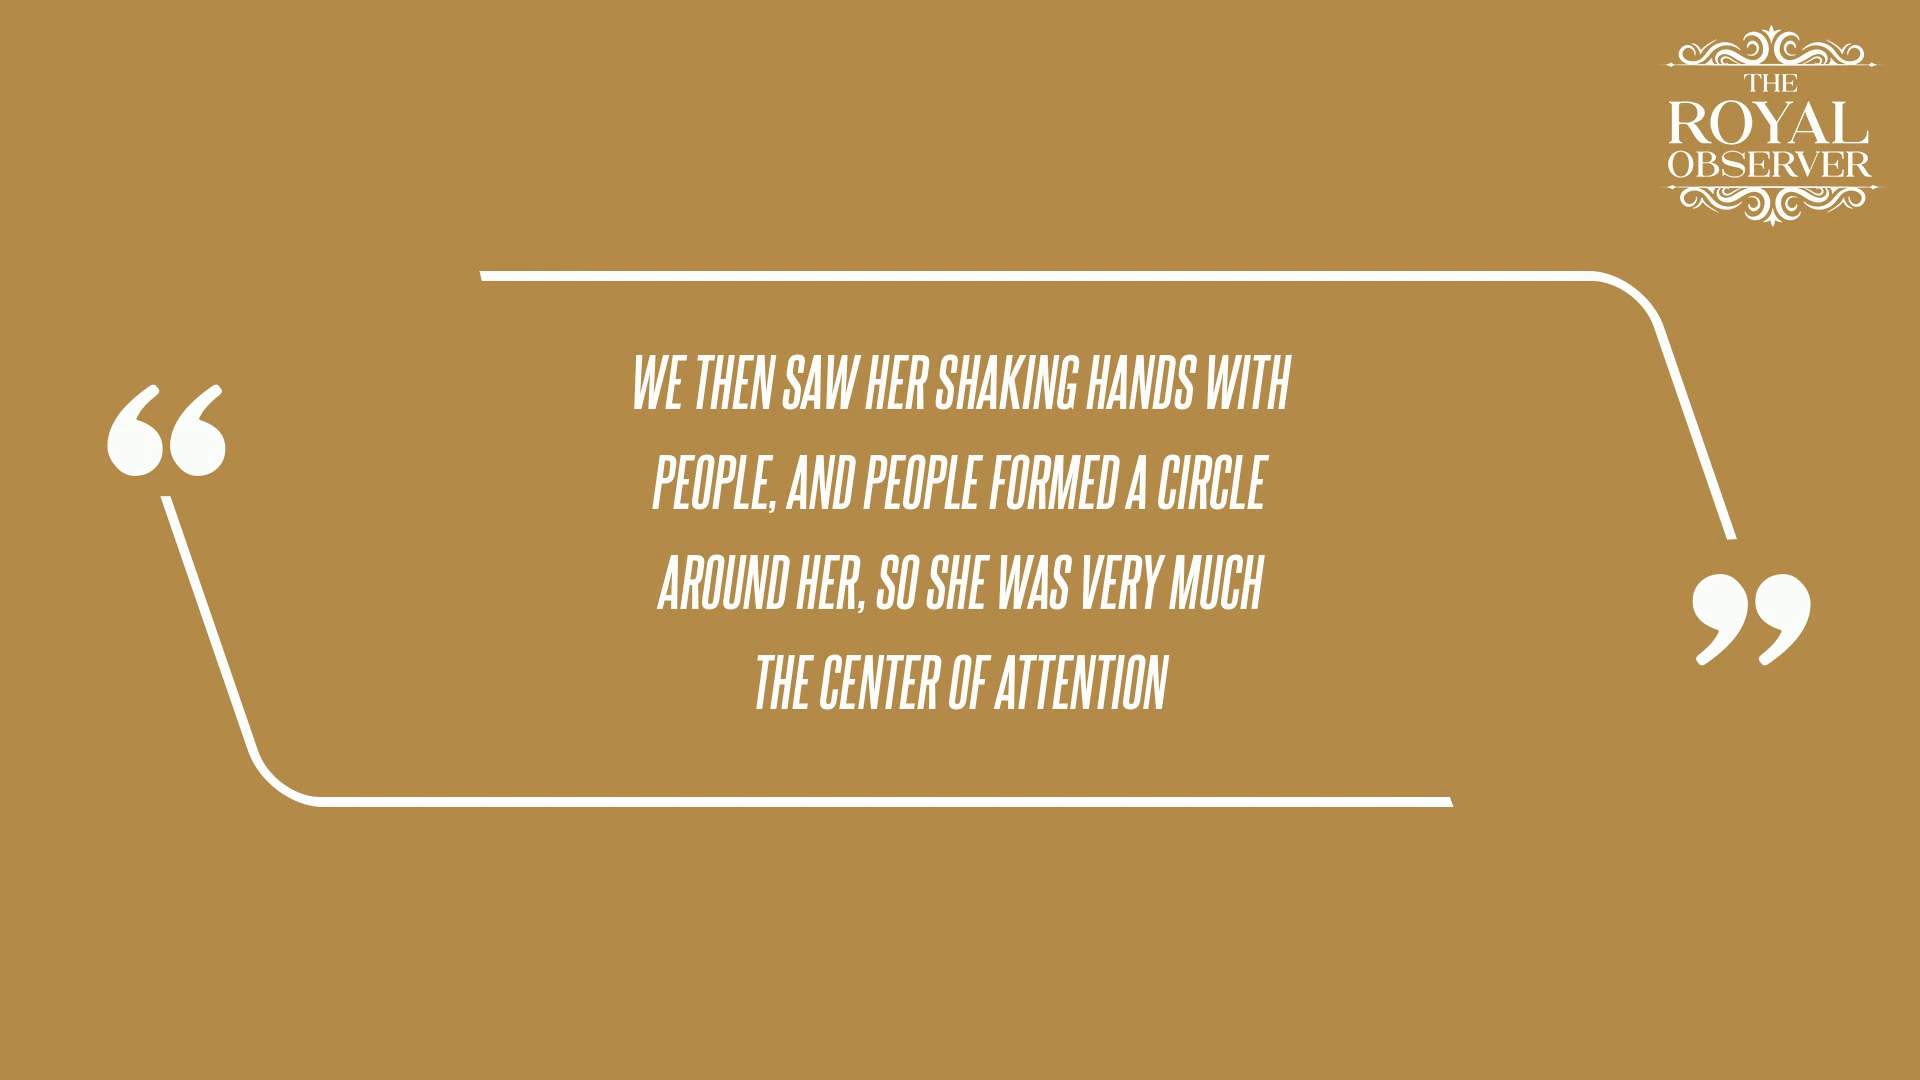 THE
ROYAL
OBSERVER
“
WE THEN SAW HER SHAKING HANDS WITH
PEOPLE, AND PEOPLE FORMED A CIRCLE
AROUND HER, SO SHE WAS VERY MUCH
THE CENTER OF ATTENTION
”